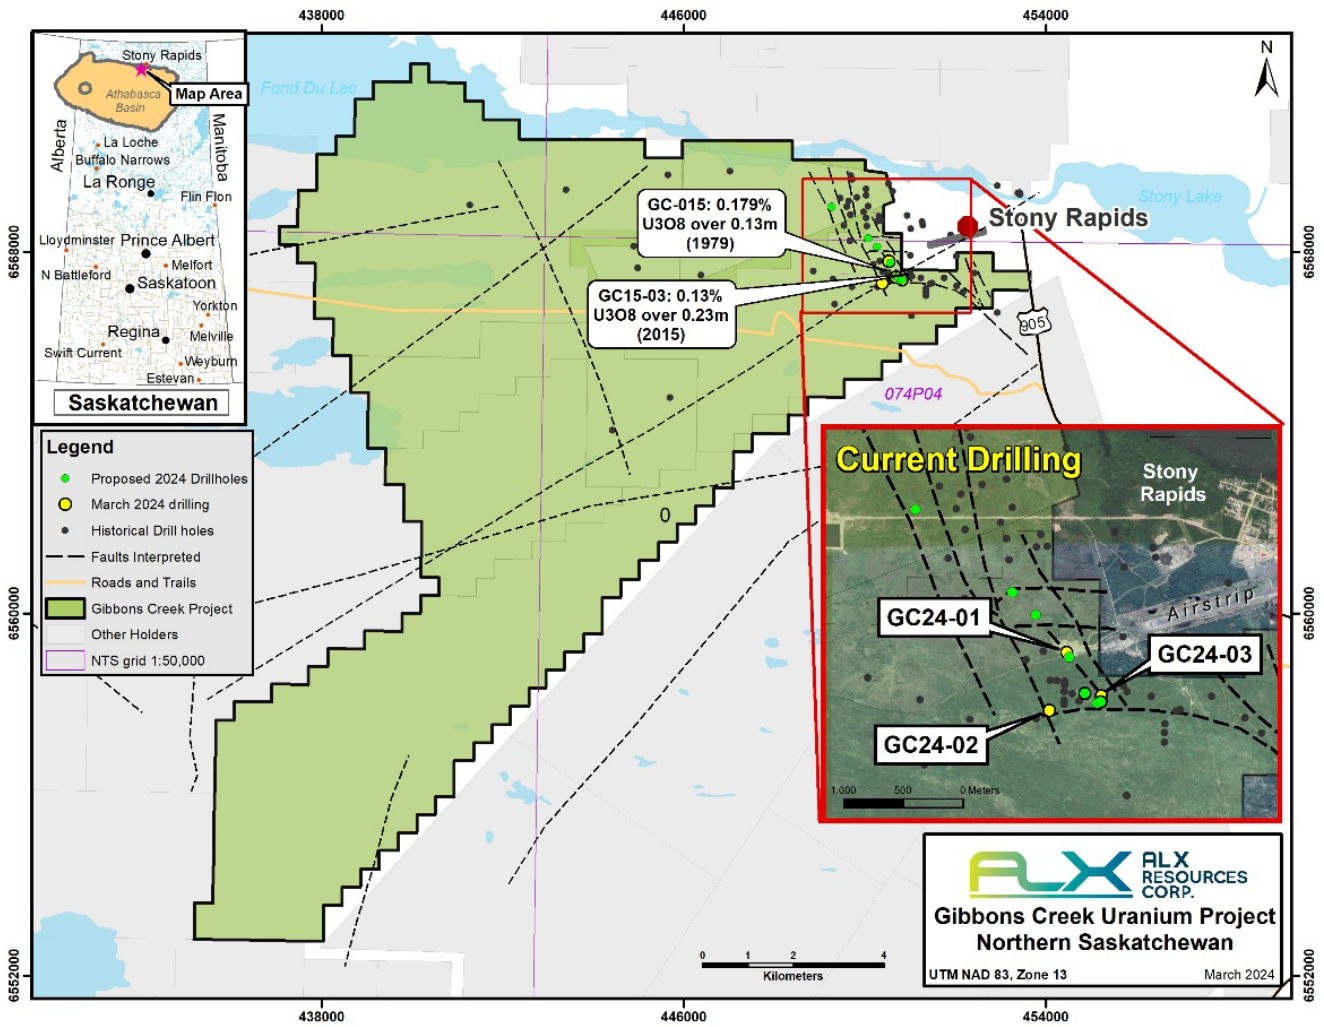 438000
446000
454000
N
Stony Rapids
Athabasca
Basin
Map Area
Alberta
Manitoba
La Loche
Buffalo Narrows
La Ronge
Flin Flon
Lloydminster
Prince Albert
N Battleford
Melfort
Saskatoon
Yorkton
Regina
Melville
Swift Current
Weyburn
Estevan
Saskatchewan
Fond Du Lac
Stony Lake
Stony Rapids
GC-015: 0.179%
U3O8 over 0.13m
(1979)
GC15-03: 0.13%
U3O8 over 0.23m
(2015)
905
074P04
0
6568000
6568000
Legend
Proposed 2024 Drillholes
March 2024 drilling
Historical Drill holes
Faults Interpreted
Roads and Trails
Gibbons Creek Project
Other Holders
NTS grid 1:50,000
Current Drilling
Stony
Rapids
Airstrip
GC24-01
GC24-03
GC24-02
1,000
500
0 Meters
6560000
6560000
ALX
ALX
RESOURCES
CORP.
Gibbons Creek Uranium Project
Northern Saskatchewan
UTM NAD 83, Zone 13
March 2024
0
1
2
4
Kilometers
6552000
6552000
438000
446000
454000